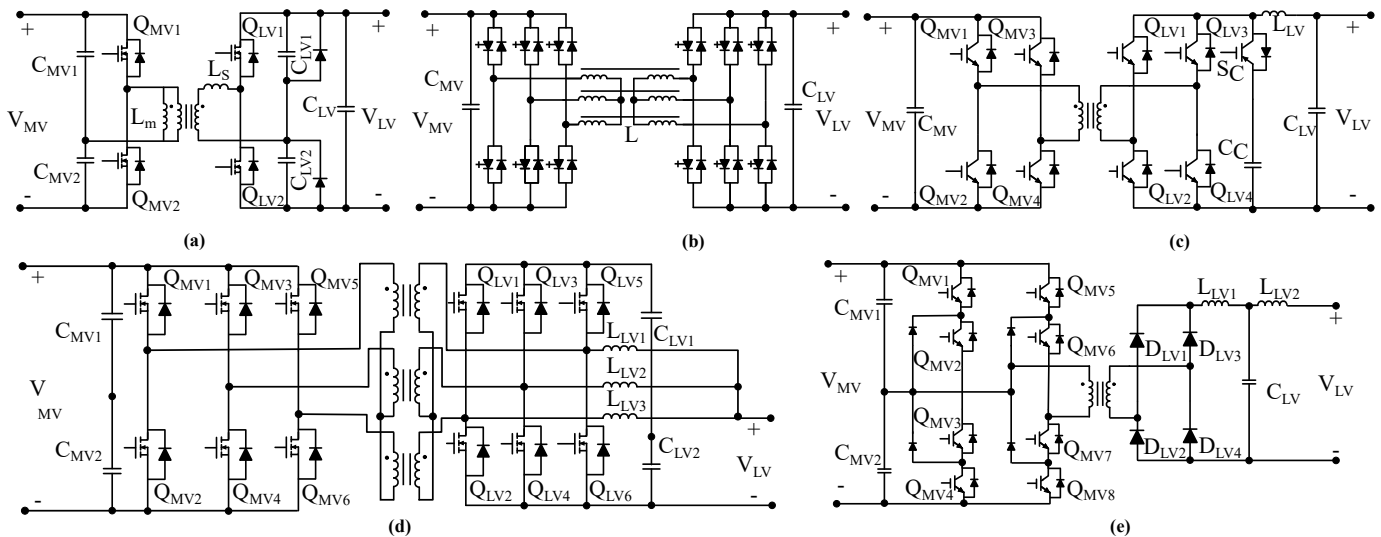 + Q_MV1 Q_LV1 +
C_MV1 C_LV1
L_S
V_MV L_m C_LV V_LV
C_MV2 C_LV2
- Q_MV2 Q_LV2 -
(a)
+ +
C_MV C_LV
V_MV V_LV
L
- -
(b)
+ Q_MV1 Q_MV3 Q_LV1 Q_LV3 L_LV +
S_C
V_MV C_MV C_LV V_LV
C_C
- Q_MV2 Q_MV4 Q_LV2 Q_LV4 -
(c)
+ Q_MV1 Q_MV3 Q_MV5 Q_LV1 Q_LV3 Q_LV5
C_MV1 C_LV1
L_LV1
V_MV L_LV2
L_LV3
+
C_MV2 C_LV2
V_LV
- Q_MV2 Q_MV4 Q_MV6 Q_LV2 Q_LV4 Q_LV6 -
(d)
+ Q_MV1 Q_MV5
C_MV1 L_LV1 L_LV2
+
Q_MV2 Q_MV6 D_LV1 D_LV3
V_MV C_LV V_LV
Q_MV3
C_MV2 Q_MV7 D_LV2 D_LV4
-
- Q_MV4 Q_MV8
(e)